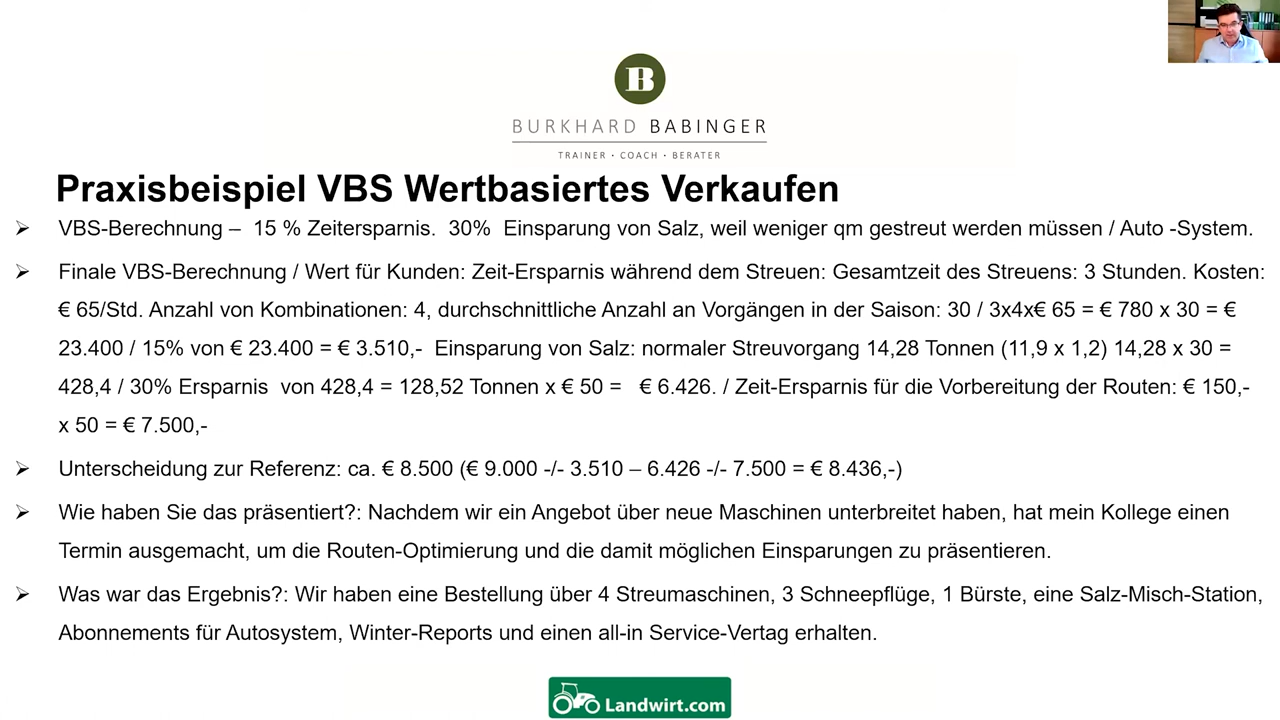 B
BURKHARD BABINGER
TRAINER • COACH • BERATER
Praxisbeispiel VBS Wertbasiertes Verkaufen
➢ VBS-Berechnung – 15 % Zeitersparnis. 30% Einsparung von Salz, weil weniger qm gestreut werden müssen / Auto -System.
➢ Finale VBS-Berechnung / Wert für Kunden: Zeit-Ersparnis während dem Streuen: Gesamtzeit des Streuens: 3 Stunden. Kosten:
€ 65/Std. Anzahl von Kombinationen: 4, durchschnittliche Anzahl an Vorgängen in der Saison: 30 / 3x4x€ 65 = € 780 x 30 = €
23.400 / 15% von € 23.400 = € 3.510,- Einsparung von Salz: normaler Streuvorgang 14,28 Tonnen (11,9 x 1,2) 14,28 x 30 =
428,4 / 30% Ersparnis von 428,4 = 128,52 Tonnen x € 50 = € 6.426. / Zeit-Ersparnis für die Vorbereitung der Routen: € 150,-
x 50 = € 7.500,-
➢ Unterscheidung zur Referenz: ca. € 8.500 (€ 9.000 -/- 3.510 – 6.426 -/- 7.500 = € 8.436,-)
➢ Wie haben Sie das präsentiert?: Nachdem wir ein Angebot über neue Maschinen unterbreitet haben, hat mein Kollege einen
Termin ausgemacht, um die Routen-Optimierung und die damit möglichen Einsparungen zu präsentieren.
➢ Was war das Ergebnis?: Wir haben eine Bestellung über 4 Streumaschinen, 3 Schneepflüge, 1 Bürste, eine Salz-Misch-Station,
Abonnements für Autosystem, Winter-Reports und einen all-in Service-Vertag erhalten.
Landwirt.com